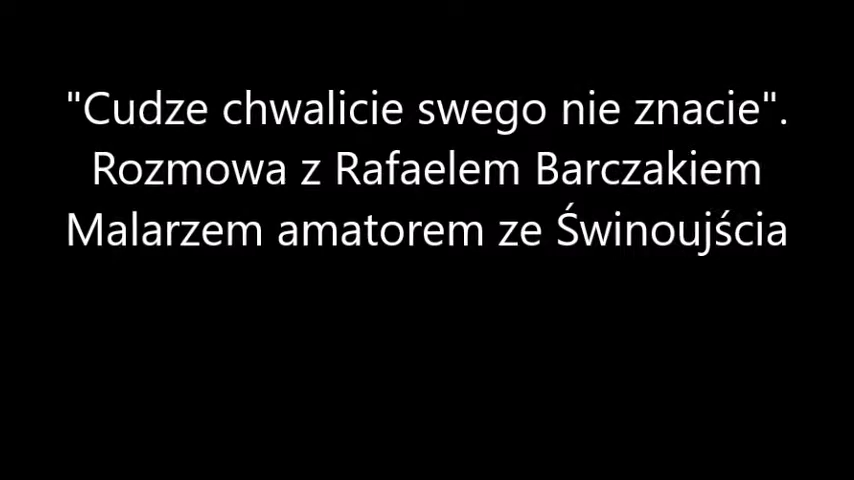 "Cudze chwalicie swego nie znacie".
Rozmowa z Rafaelem Barczakiem
Malarzem amatorem ze Świnoujścia